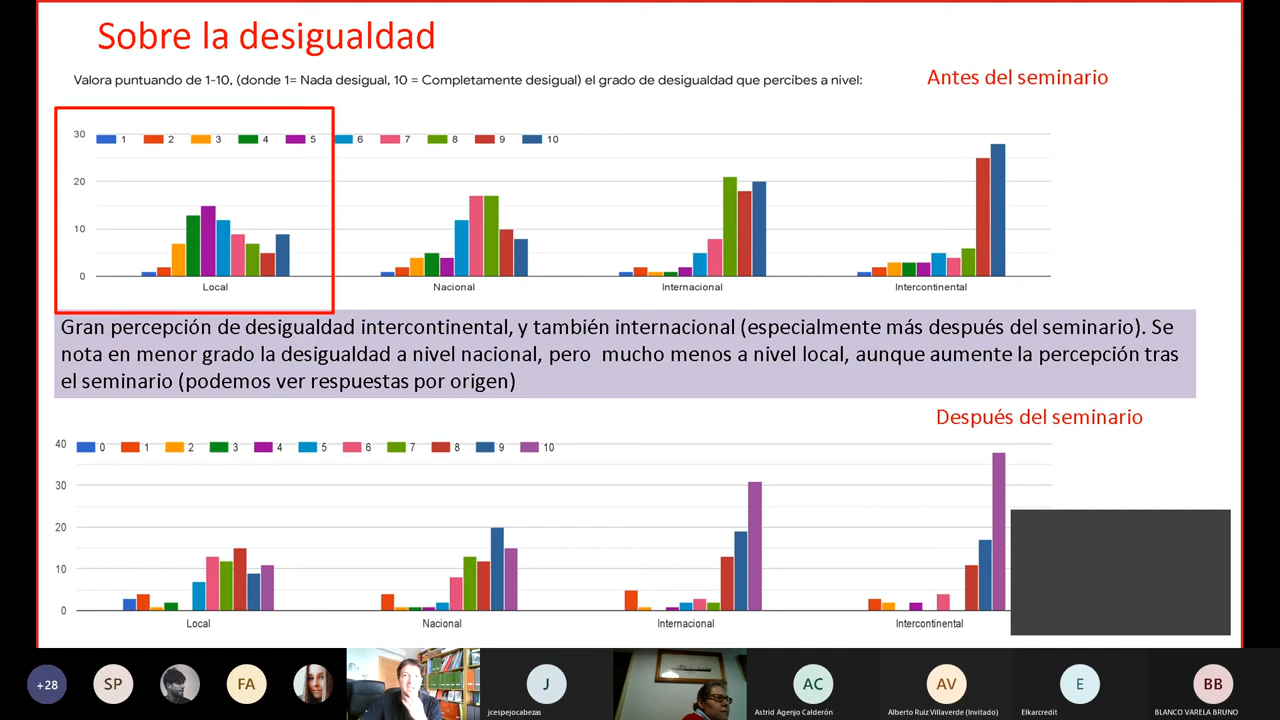 Sobre la desigualdad
Valora puntuando de 1-10, (donde 1= Nada desigual, 10 = Completamente desigual) el grado de desigualdad que percibes a nivel:
Antes del seminario
30
1 2 3 4 5 6 7 8 9 10
20
10
0
Local Nacional Internacional Intercontinental
Gran percepción de desigualdad intercontinental, y también internacional (especialmente más después del seminario). Se
nota en menor grado la desigualdad a nivel nacional, pero mucho menos a nivel local, aunque aumente la percepción tras
el seminario (podemos ver respuestas por origen)
Después del seminario
40
0 1 2 3 4 5 6 7 8 9 10
30
20
10
0
Local Nacional Internacional Intercontinental
+28 SP FA J AC AV E BB
jcespejocabezas Astrid Agenjo Calderón Alberto Ruiz Villaverde (Invitado) Elkarcredit BLANCO VARELA BRUNO